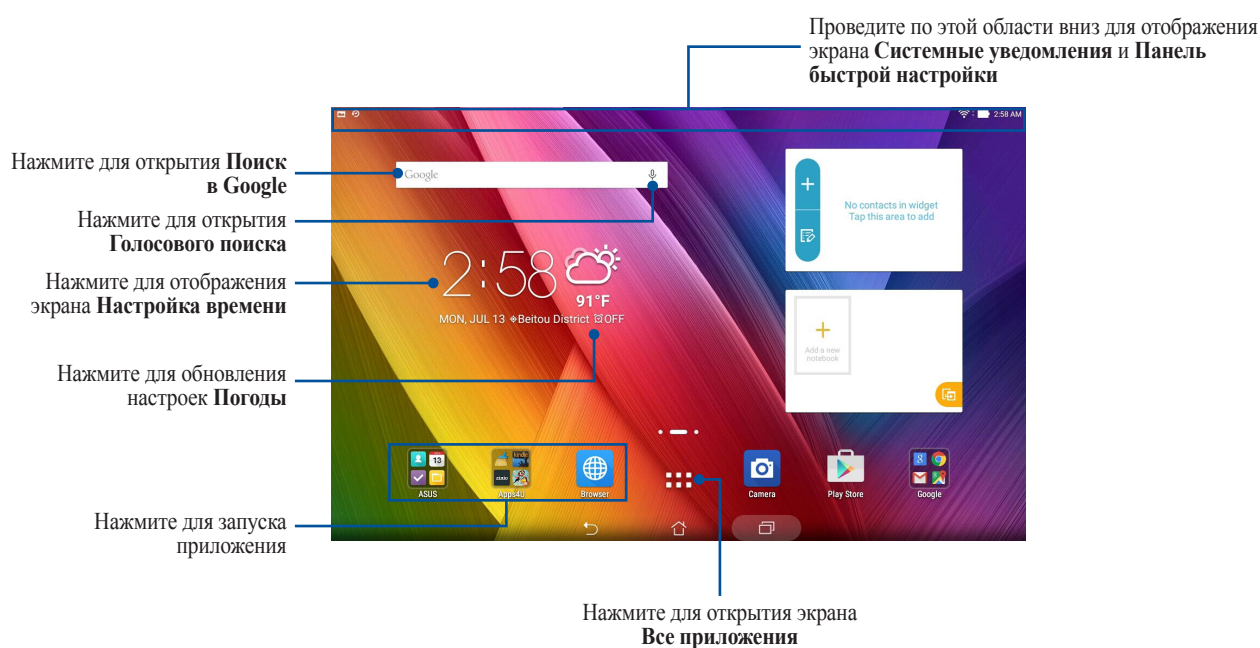 Проведите по этой области вниз для отображения
экрана Системные уведомления и Панель
быстрой настройки
2:58 AM
Нажмите для открытия Поиск
в Google
Google
Нажмите для открытия
Голосового поиска
No contacts in widget
Tap this area to add
Нажмите для отображения
экрана Настройка времени
2:58
91°F
MON, JUL 13 Beitou District OFF
Add a new
notebook
Нажмите для обновления
настроек Погоды
13
kindle
zinio
8
ASUS
Apps4U
Browser
Camera
Play Store
Google
Нажмите для запуска
приложения
Нажмите для открытия экрана
Все приложения